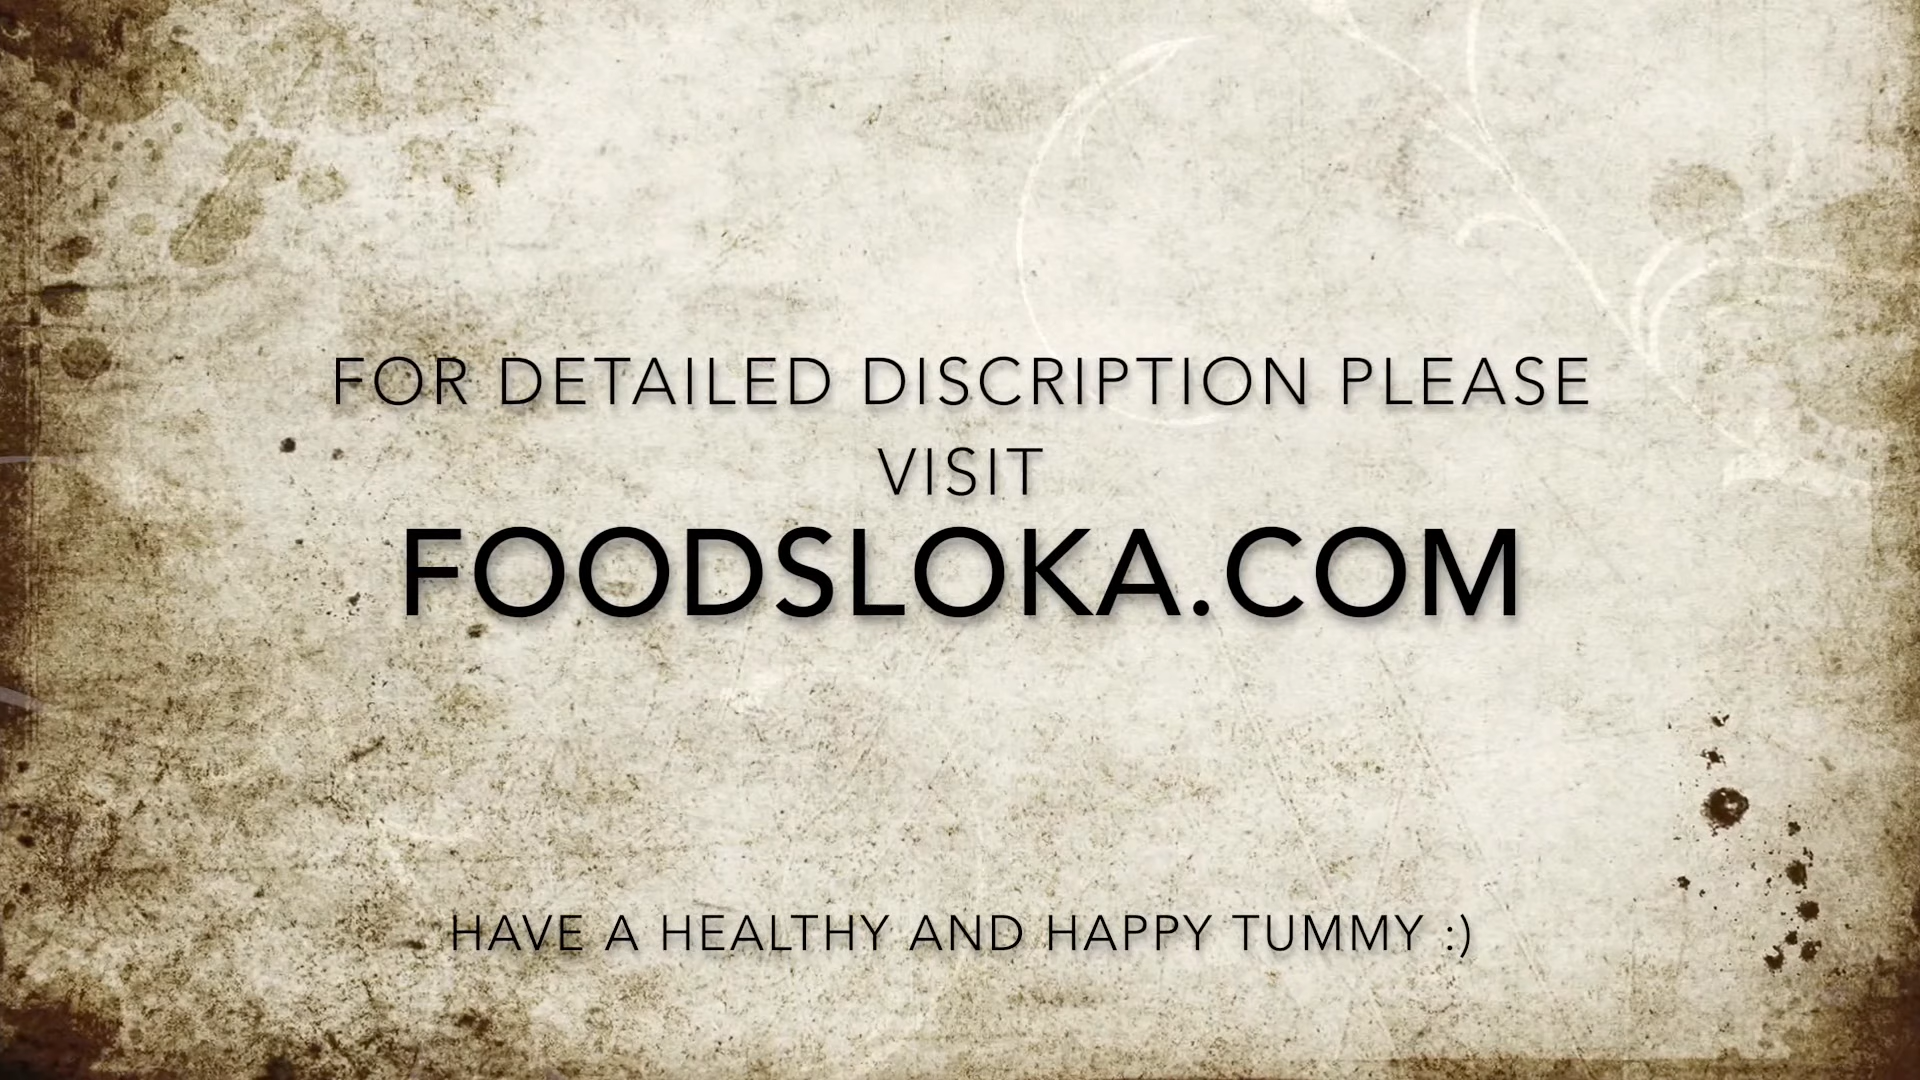 FOR DETAILED DISCRIPTION PLEASE
VISIT
FOODSLOKA.COM
HAVE A HEALTHY AND HAPPY TUMMY :)